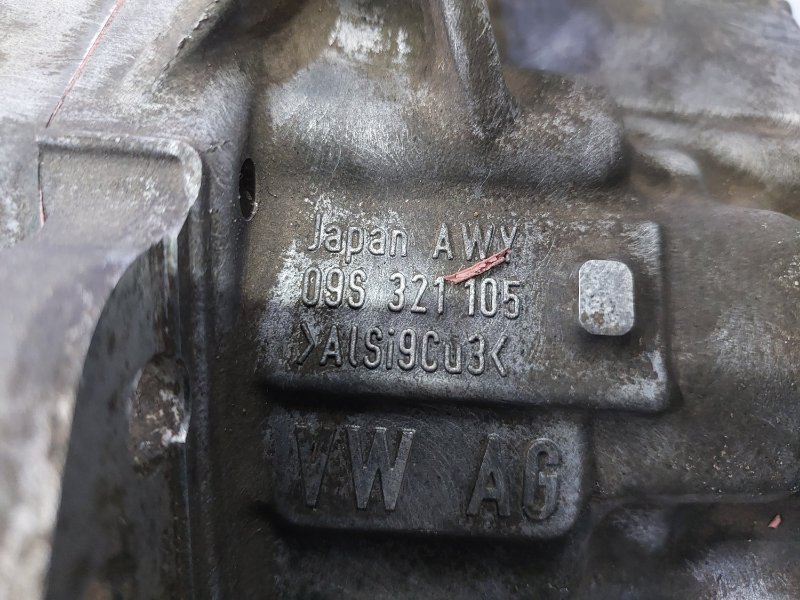 Japan AWY
09S 321 105
>AlSi9Cu3<
VW AG